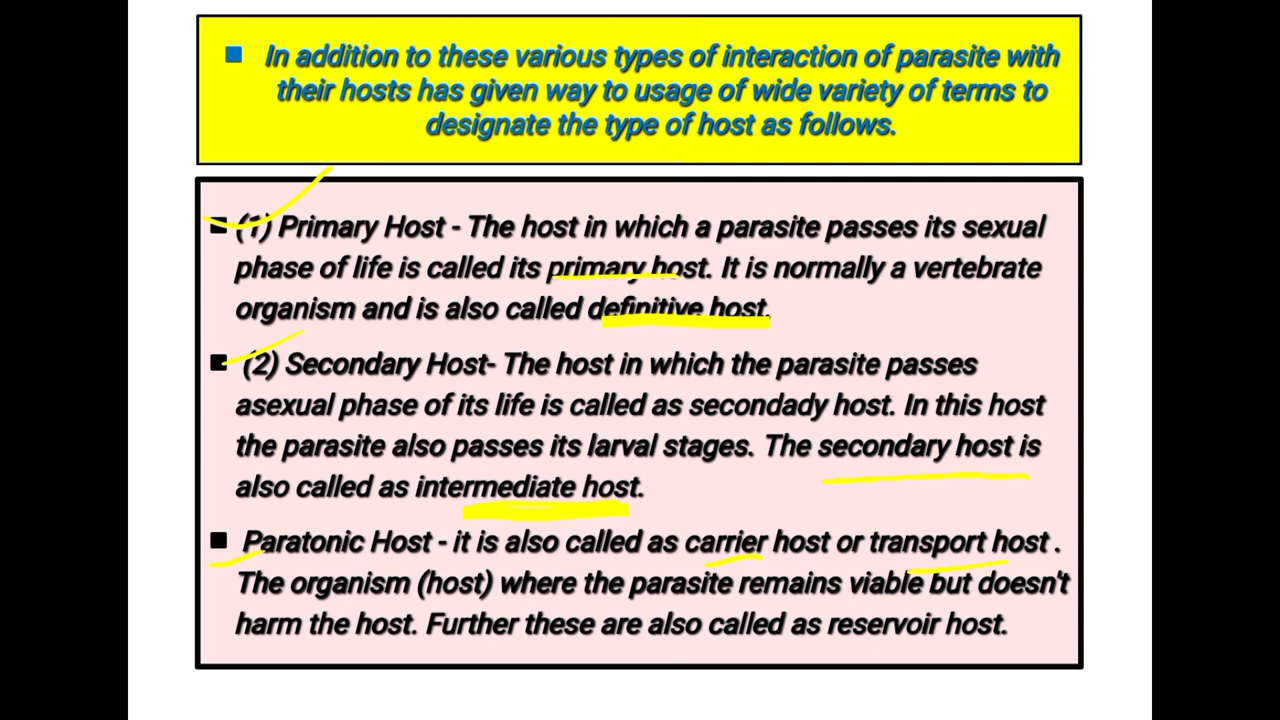 In addition to these various types of interaction of parasite with
their hosts has given way to usage of wide variety of terms to
designate the type of host as follows.
(1) Primary Host - The host in which a parasite passes its sexual
phase of life is called its primary host. It is normally a vertebrate
organism and is also called definitive host.
(2) Secondary Host- The host in which the parasite passes
asexual phase of its life is called as secondady host. In this host
the parasite also passes its larval stages. The secondary host is
also called as intermediate host.
Paratonic Host - it is also called as carrier host or transport host .
The organism (host) where the parasite remains viable but doesn't
harm the host. Further these are also called as reservoir host.